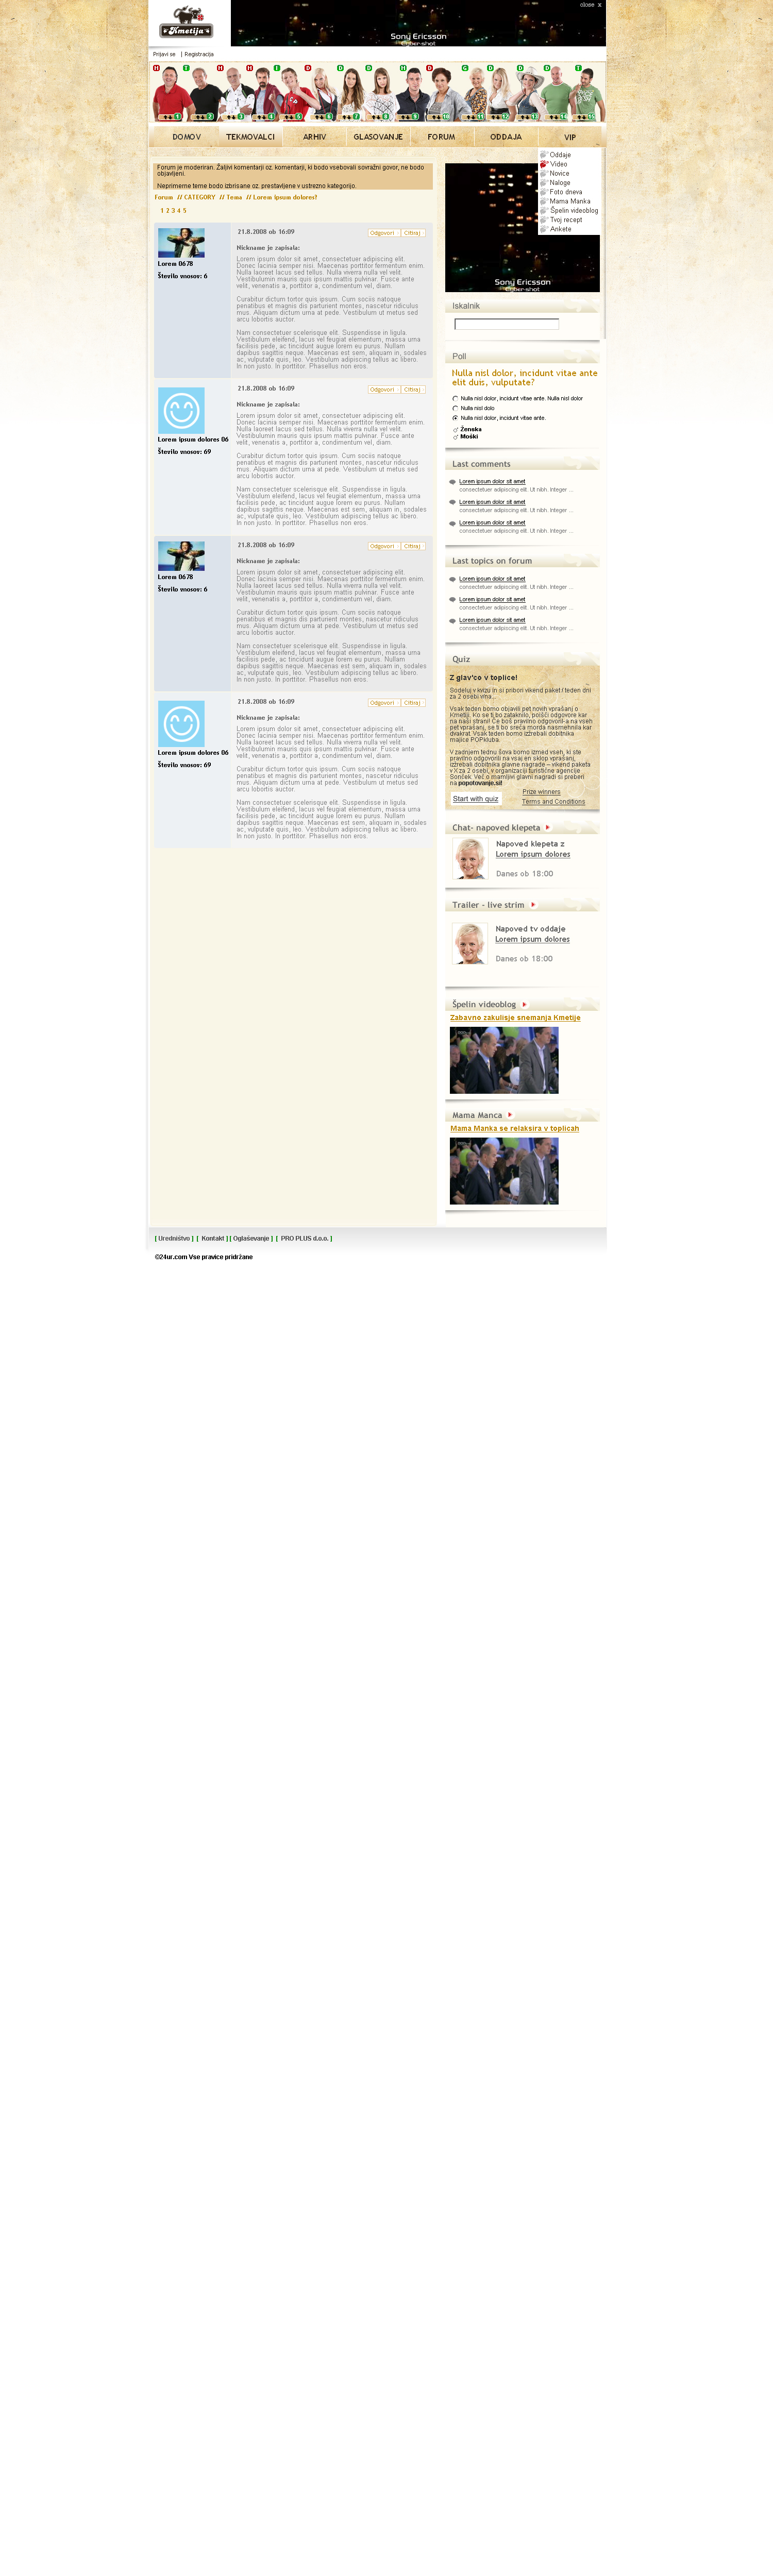 close x
Kmetija
Sony Ericsson
Cyber-shot
Prijavi se | Registracija
H T H H I D D D H D G D D D T
1 2 3 4 5 6 7 8 9 10 11 12 13 14 15
DOMOV TEKMOVALCI ARHIV GLASOVANJE FORUM ODDAJA VIP
Oddaje
Video
Novice
Naloge
Foto dneva
Mama Manka
Špelin videoblog
Tvoj recept
Ankete
Forum je moderiran. Žaljivi komentarji oz. komentarji, ki bodo vsebovali sovražni govor, ne bodo
objavljeni.
Neprimerne teme bodo izbrisane oz. prestavljene v ustrezno kategorijo.
Forum // CATEGORY // Tema // Lorem ipsum dolores?
1 2 3 4 5
Lorem 0678
Število vnosov: 6
21.8.2008 ob 16:09
Odgovori Citiraj
Nickname je zapisala:
Lorem ipsum dolor sit amet, consectetuer adipiscing elit.
Donec lacinia semper nisi. Maecenas porttitor fermentum enim.
Nulla laoreet lacus sed tellus. Nulla viverra nulla vel velit.
Vestibulumin mauris quis ipsum mattis pulvinar. Fusce ante
velit, venenatis a, porttitor a, condimentum vel, diam.
Curabitur dictum tortor quis ipsum. Cum sociis natoque
penatibus et magnis dis parturient montes, nascetur ridiculus
mus. Aliquam dictum urna at pede. Vestibulum ut metus sed
arcu lobortis auctor.
Nam consectetuer scelerisque elit. Suspendisse in ligula.
Vestibulum eleifend, lacus vel feugiat elementum, massa urna
facilisis pede, ac tincidunt augue lorem eu purus. Nullam
dapibus sagittis neque. Maecenas est sem, aliquam in, sodales
ac, vulputate quis, leo. Vestibulum adipiscing tellus ac libero.
In non justo. In porttitor. Phasellus non eros.
Lorem ipsum dolores 06
Število vnosov: 69
21.8.2008 ob 16:09
Odgovori Citiraj
Nickname je zapisala:
Lorem ipsum dolor sit amet, consectetuer adipiscing elit.
Donec lacinia semper nisi. Maecenas porttitor fermentum enim.
Nulla laoreet lacus sed tellus. Nulla viverra nulla vel velit.
Vestibulumin mauris quis ipsum mattis pulvinar. Fusce ante
velit, venenatis a, porttitor a, condimentum vel, diam.
Curabitur dictum tortor quis ipsum. Cum sociis natoque
penatibus et magnis dis parturient montes, nascetur ridiculus
mus. Aliquam dictum urna at pede. Vestibulum ut metus sed
arcu lobortis auctor.
Nam consectetuer scelerisque elit. Suspendisse in ligula.
Vestibulum eleifend, lacus vel feugiat elementum, massa urna
facilisis pede, ac tincidunt augue lorem eu purus. Nullam
dapibus sagittis neque. Maecenas est sem, aliquam in, sodales
ac, vulputate quis, leo. Vestibulum adipiscing tellus ac libero.
In non justo. In porttitor. Phasellus non eros.
Lorem 0678
Število vnosov: 6
21.8.2008 ob 16:09
Odgovori Citiraj
Nickname je zapisala:
Lorem ipsum dolor sit amet, consectetuer adipiscing elit.
Donec lacinia semper nisi. Maecenas porttitor fermentum enim.
Nulla laoreet lacus sed tellus. Nulla viverra nulla vel velit.
Vestibulumin mauris quis ipsum mattis pulvinar. Fusce ante
velit, venenatis a, porttitor a, condimentum vel, diam.
Curabitur dictum tortor quis ipsum. Cum sociis natoque
penatibus et magnis dis parturient montes, nascetur ridiculus
mus. Aliquam dictum urna at pede. Vestibulum ut metus sed
arcu lobortis auctor.
Nam consectetuer scelerisque elit. Suspendisse in ligula.
Vestibulum eleifend, lacus vel feugiat elementum, massa urna
facilisis pede, ac tincidunt augue lorem eu purus. Nullam
dapibus sagittis neque. Maecenas est sem, aliquam in, sodales
ac, vulputate quis, leo. Vestibulum adipiscing tellus ac libero.
In non justo. In porttitor. Phasellus non eros.
Lorem ipsum dolores 06
Število vnosov: 69
21.8.2008 ob 16:09
Odgovori Citiraj
Nickname je zapisala:
Lorem ipsum dolor sit amet, consectetuer adipiscing elit.
Donec lacinia semper nisi. Maecenas porttitor fermentum enim.
Nulla laoreet lacus sed tellus. Nulla viverra nulla vel velit.
Vestibulumin mauris quis ipsum mattis pulvinar. Fusce ante
velit, venenatis a, porttitor a, condimentum vel, diam.
Curabitur dictum tortor quis ipsum. Cum sociis natoque
penatibus et magnis dis parturient montes, nascetur ridiculus
mus. Aliquam dictum urna at pede. Vestibulum ut metus sed
arcu lobortis auctor.
Nam consectetuer scelerisque elit. Suspendisse in ligula.
Vestibulum eleifend, lacus vel feugiat elementum, massa urna
facilisis pede, ac tincidunt augue lorem eu purus. Nullam
dapibus sagittis neque. Maecenas est sem, aliquam in, sodales
ac, vulputate quis, leo. Vestibulum adipiscing tellus ac libero.
In non justo. In porttitor. Phasellus non eros.
Sony Ericsson
Cyber-shot
Iskalnik
Poll
Nulla nisl dolor, incidunt vitae ante
elit duis, vulputate?
Nulla nisl dolor, incidunt vitae ante. Nulla nisl dolor
Nulla nisl dolo
Nulla nisl dolor, incidunt vitae ante.
Ženska
Moški
Last comments
Lorem ipsum dolor sit amet
consectetuer adipiscing elit. Ut nibh. Integer ...
Lorem ipsum dolor sit amet
consectetuer adipiscing elit. Ut nibh. Integer ...
Lorem ipsum dolor sit amet
consectetuer adipiscing elit. Ut nibh. Integer ...
Last topics on forum
Lorem ipsum dolor sit amet
consectetuer adipiscing elit. Ut nibh. Integer ...
Lorem ipsum dolor sit amet
consectetuer adipiscing elit. Ut nibh. Integer ...
Lorem ipsum dolor sit amet
consectetuer adipiscing elit. Ut nibh. Integer ...
Quiz
Z glav'co v toplice!
Sodeluj v kvizu in si pribori vikend paket / teden dni
za 2 osebi v ma...
Vsak teden bomo objavili pet novih vprašanj o
Kmetiji. Ko se ti bo zataknilo, poišči odgovore kar
na naši strani! Če boš pravilno odgovoril-a na vseh
pet vprašanj, se ti bo sreča morda nasmehnila kar
dvakrat. Vsak teden bomo izžrebali dobitnika
majice POPkluba.
V zadnjem tednu šova bomo izmed vseh, ki ste
pravilno odgovorili na vsaj en sklop vprašanj,
izžrebali dobitnika glavne nagrade – vikend paketa
v X za 2 osebi, v organizaciji turistične agencije
Sonček. Več o mamljivi glavni nagradi si preberi
na popotovanje.si!
Start with quiz
Prize winners
Terms and Conditions
Chat- napoved klepeta
Napoved klepeta z
Lorem ipsum dolores
Danes ob 18:00
Trailer - live strim
Napoved tv oddaje
Lorem ipsum dolores
Danes ob 18:00
Špelin videoblog
Zabavno zakulisje snemanja Kmetije
Mama Manca
Mama Manka se relaksira v toplicah
[ Uredništvo ] [ Kontakt ] [ Oglaševanje ] [ PRO PLUS d.o.o. ]
©24ur.com Vse pravice pridržane